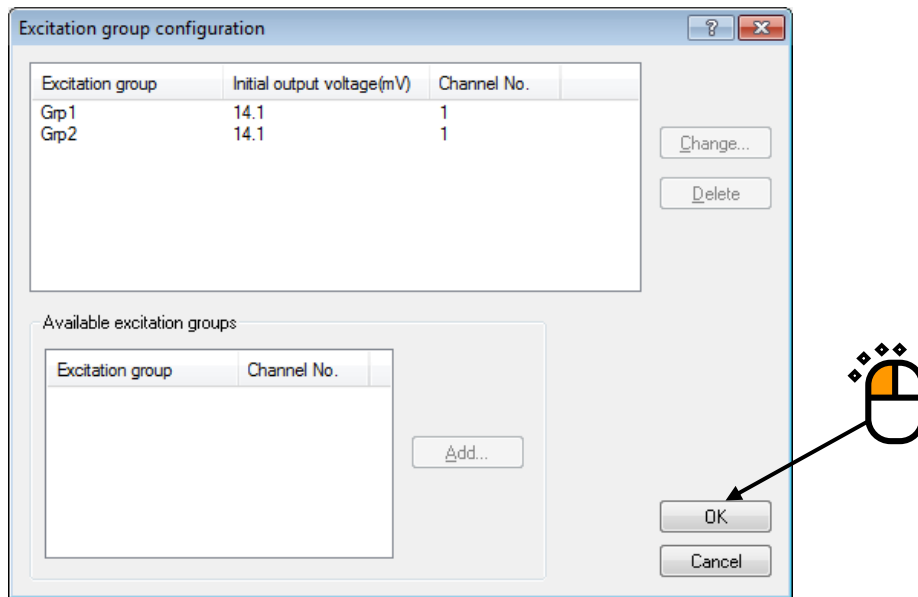 Excitation group configuration
Excitation group Initial output voltage(mV) Channel No.
Grp1 14.1 1
Grp2 14.1 1
Change...
Delete
Available excitation groups
Excitation group Channel No.
Add...
OK
Cancel